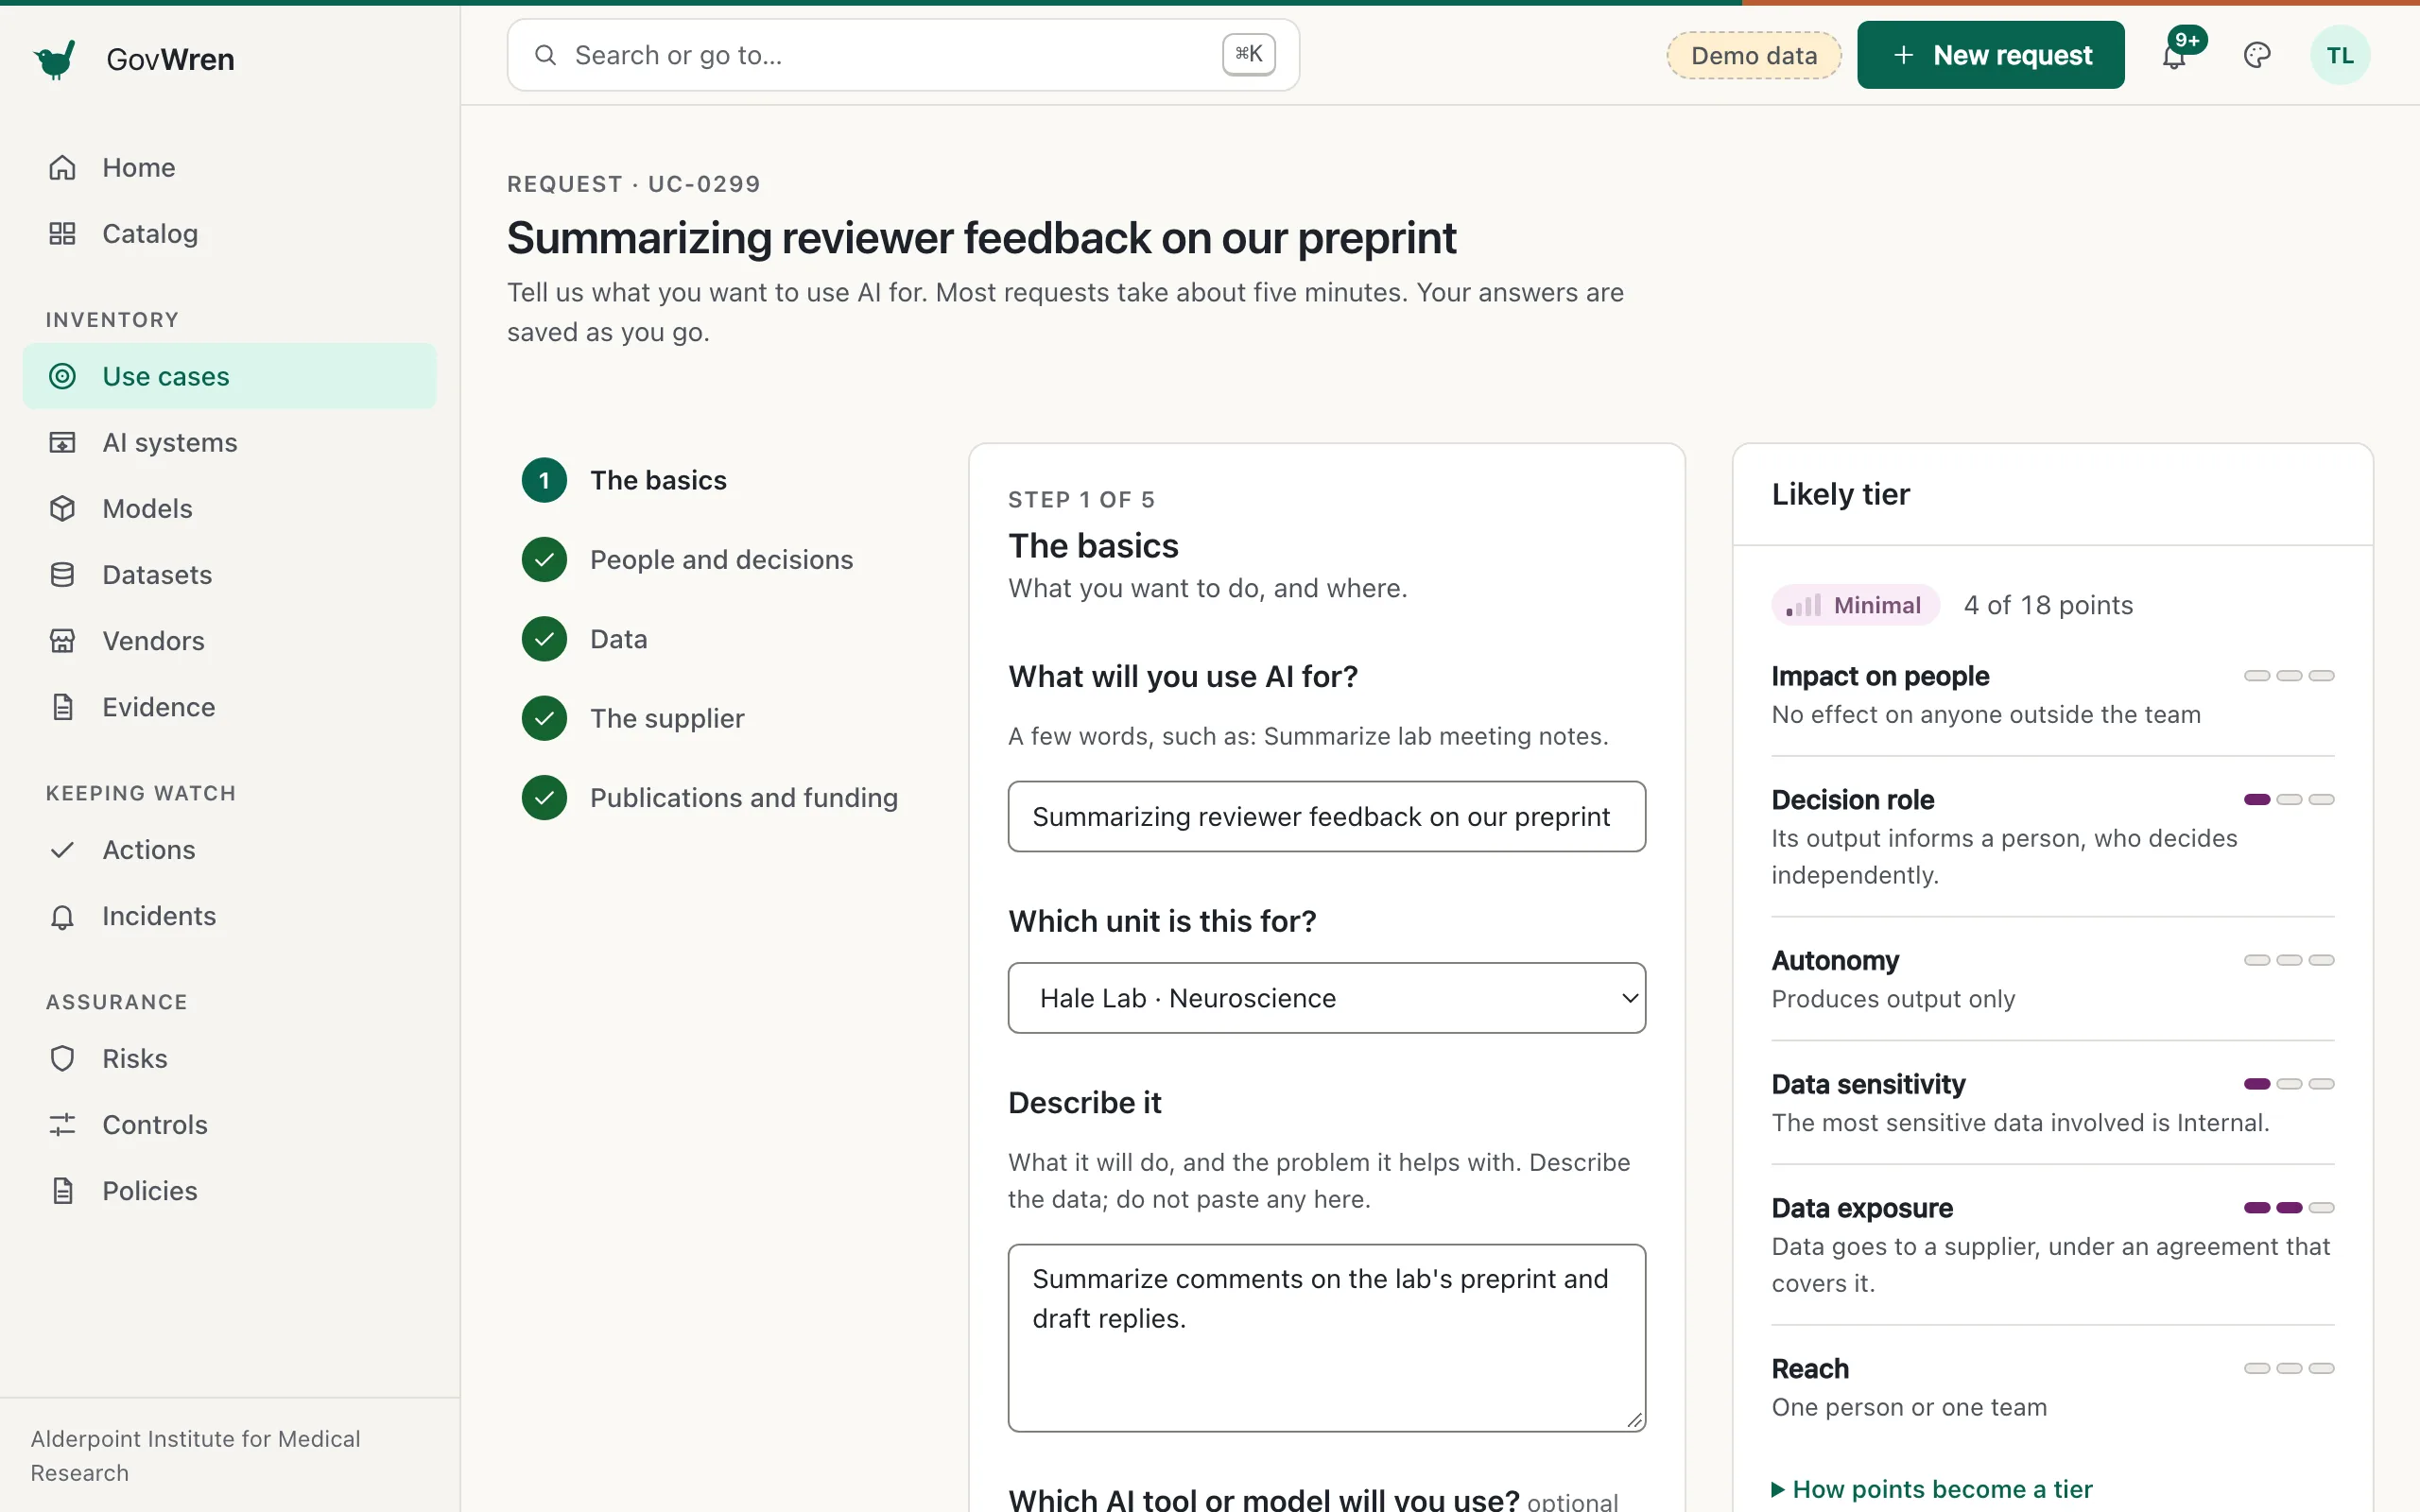 GovWren
Search or go to...
⌘K
Demo data
+ New request
9+
TL
Home
Catalog
INVENTORY
Use cases
AI systems
Models
Datasets
Vendors
Evidence
KEEPING WATCH
Actions
Incidents
ASSURANCE
Risks
Controls
Policies
Alderpoint Institute for Medical
Research
REQUEST · UC-0299
Summarizing reviewer feedback on our preprint
Tell us what you want to use AI for. Most requests take about five minutes. Your answers are
saved as you go.
1 The basics
People and decisions
Data
The supplier
Publications and funding
STEP 1 OF 5
The basics
What you want to do, and where.
What will you use AI for?
A few words, such as: Summarize lab meeting notes.
Summarizing reviewer feedback on our preprint
Which unit is this for?
Hale Lab · Neuroscience
Describe it
What it will do, and the problem it helps with. Describe
the data; do not paste any here.
Summarize comments on the lab's preprint and
draft replies.
Which AI tool or model will you use? optional
Likely tier
Minimal 4 of 18 points
Impact on people
No effect on anyone outside the team
Decision role
Its output informs a person, who decides
independently.
Autonomy
Produces output only
Data sensitivity
The most sensitive data involved is Internal.
Data exposure
Data goes to a supplier, under an agreement that
covers it.
Reach
One person or one team
How points become a tier